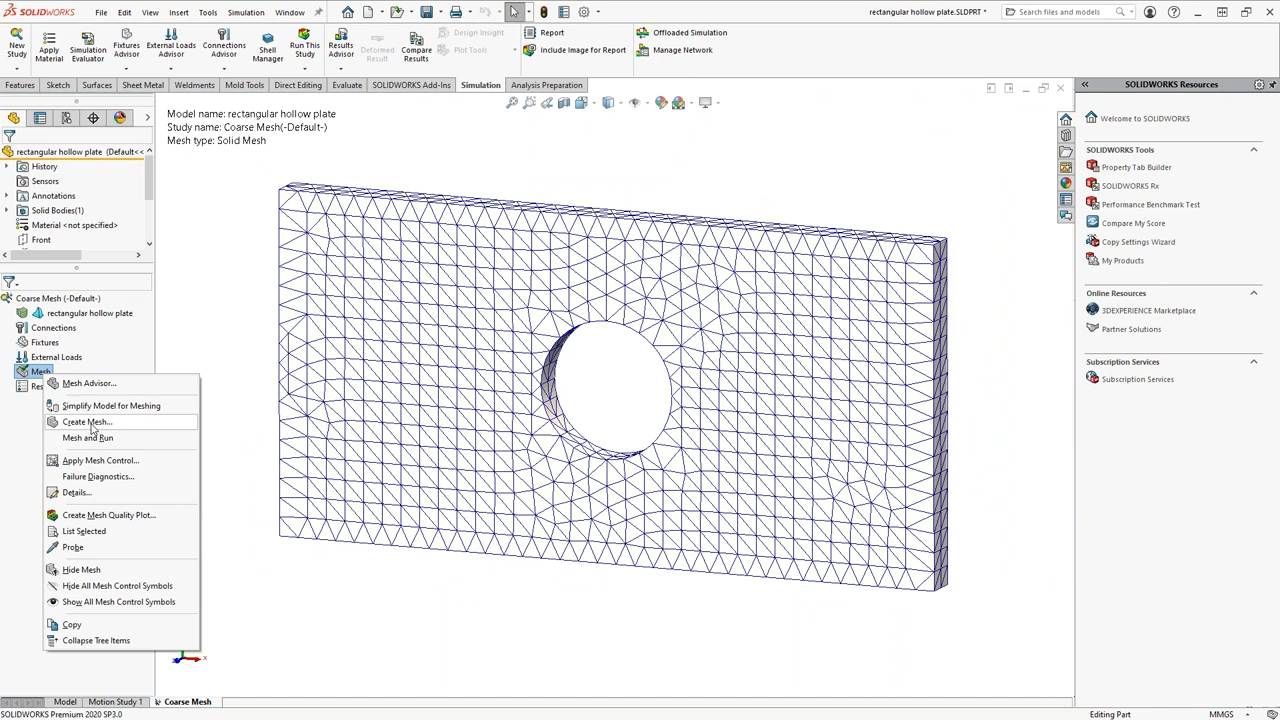 SOLIDWORKS File Edit View Insert Tools Simulation Window rectangular hollow plate.SLDPRT * Search files and models
New Study
Apply Material
Simulation Evaluator
Fixtures Advisor
External Loads Advisor
Connections Advisor
Shell Manager
Run This Study
Results Advisor
Deformed Result
Compare Results
Design Insight
Plot Tools
Report
Include Image for Report
Offloaded Simulation
Manage Network
Features Sketch Surfaces Sheet Metal Weldments Mold Tools Direct Editing Evaluate SOLIDWORKS Add-Ins Simulation Analysis Preparation
Model name: rectangular hollow plate
Study name: Coarse Mesh(-Default-)
Mesh type: Solid Mesh
rectangular hollow plate (Default<<
History
Sensors
Annotations
Solid Bodies(1)
Material <not specified>
Front
Coarse Mesh (-Default-)
rectangular hollow plate
Connections
Fixtures
External Loads
Mesh
Res
Mesh Advisor...
Simplify Model for Meshing
Create Mesh...
Mesh and Run
Apply Mesh Control...
Failure Diagnostics...
Details...
Create Mesh Quality Plot...
List Selected
Probe
Hide Mesh
Hide All Mesh Control Symbols
Show All Mesh Control Symbols
Copy
Collapse Tree Items
SOLIDWORKS Resources
Welcome to SOLIDWORKS
SOLIDWORKS Tools
Property Tab Builder
SOLIDWORKS Rx
Performance Benchmark Test
Compare My Score
Copy Settings Wizard
My Products
Online Resources
3DEXPERIENCE Marketplace
Partner Solutions
Subscription Services
Subscription Services
Model Motion Study 1 Coarse Mesh
SOLIDWORKS Premium 2020 SP3.0 Editing Part MMGS